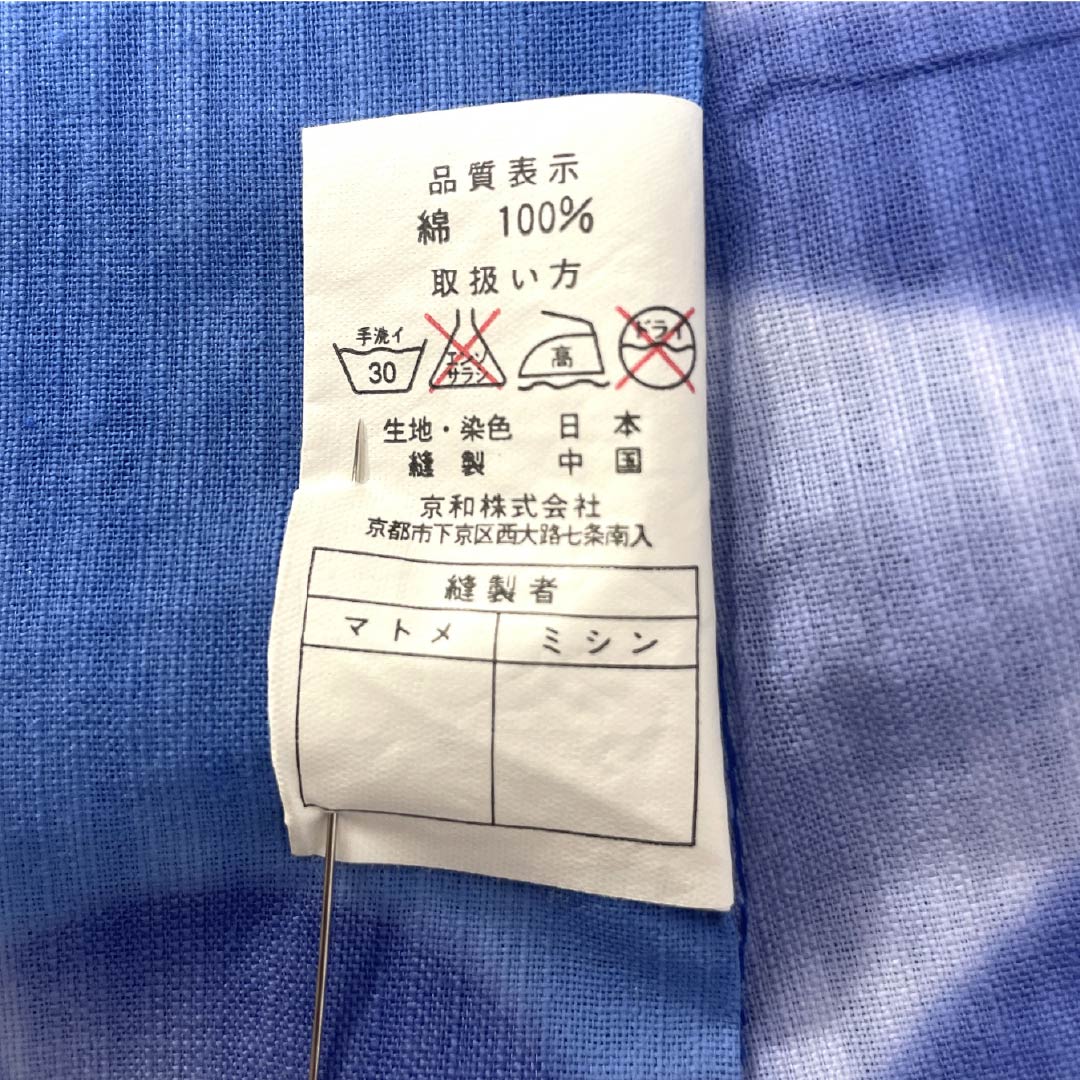 品質表示
綿 100%
取扱い方
手洗イ
30
エンソ
サラシ
高
ドライ
生地・染色 日本
縫製 中国
京和株式会社
京都市下京区西大路七条南入
縫製者
マトメ ミシン